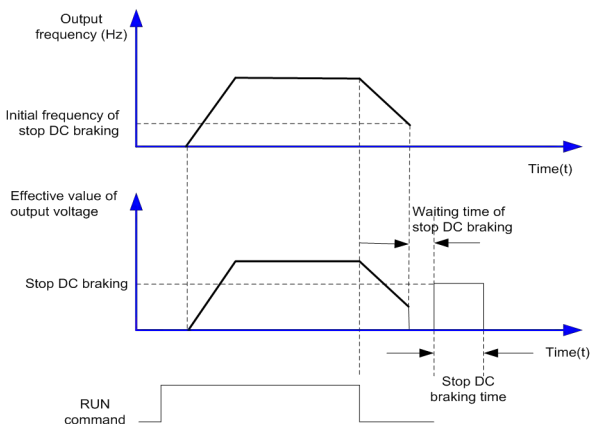 Output
frequency (Hz)
Initial frequency of
stop DC braking
Time(t)
Effective value of
output voltage
Waiting time of
stop DC braking
Stop DC braking
Time(t)
Stop DC
braking time
RUN
command